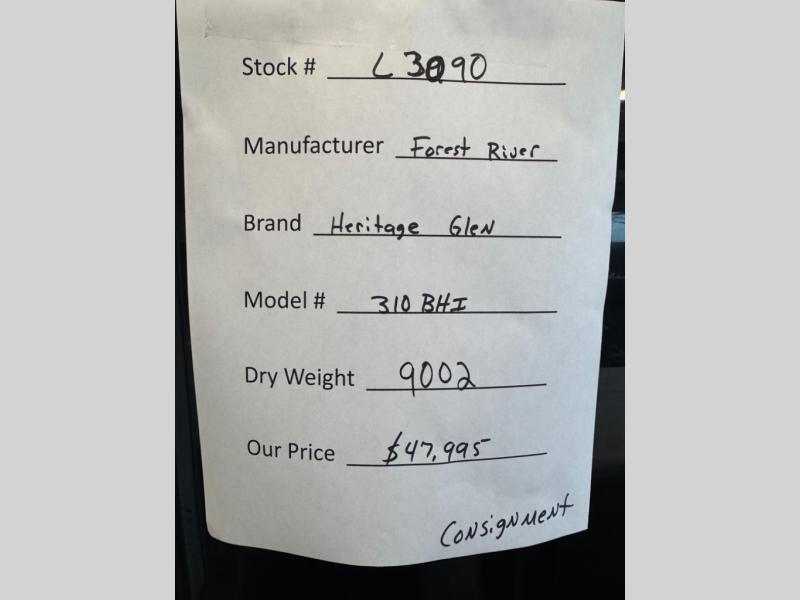 Stock # L3090
Manufacturer Forest River
Brand Heritage Glen
Model # 310 BHI
Dry Weight 9002
Our Price $47,995
Consignment